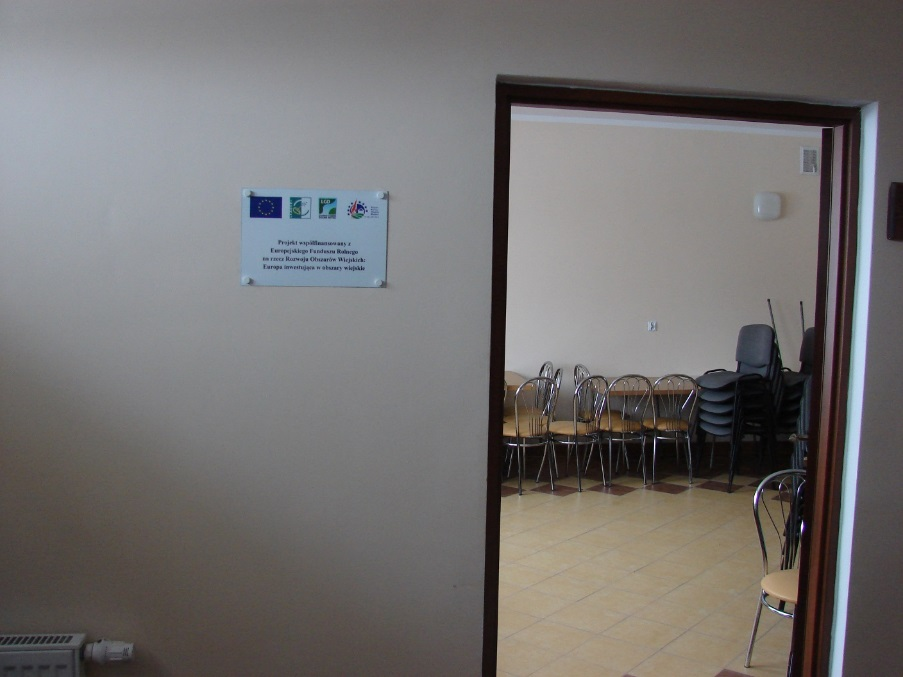 Projekt współfinansowany z
Europejskiego Funduszu Rolnego
na rzecz Rozwoju Obszarów Wiejskich:
Europa inwestująca w obszary wiejskie